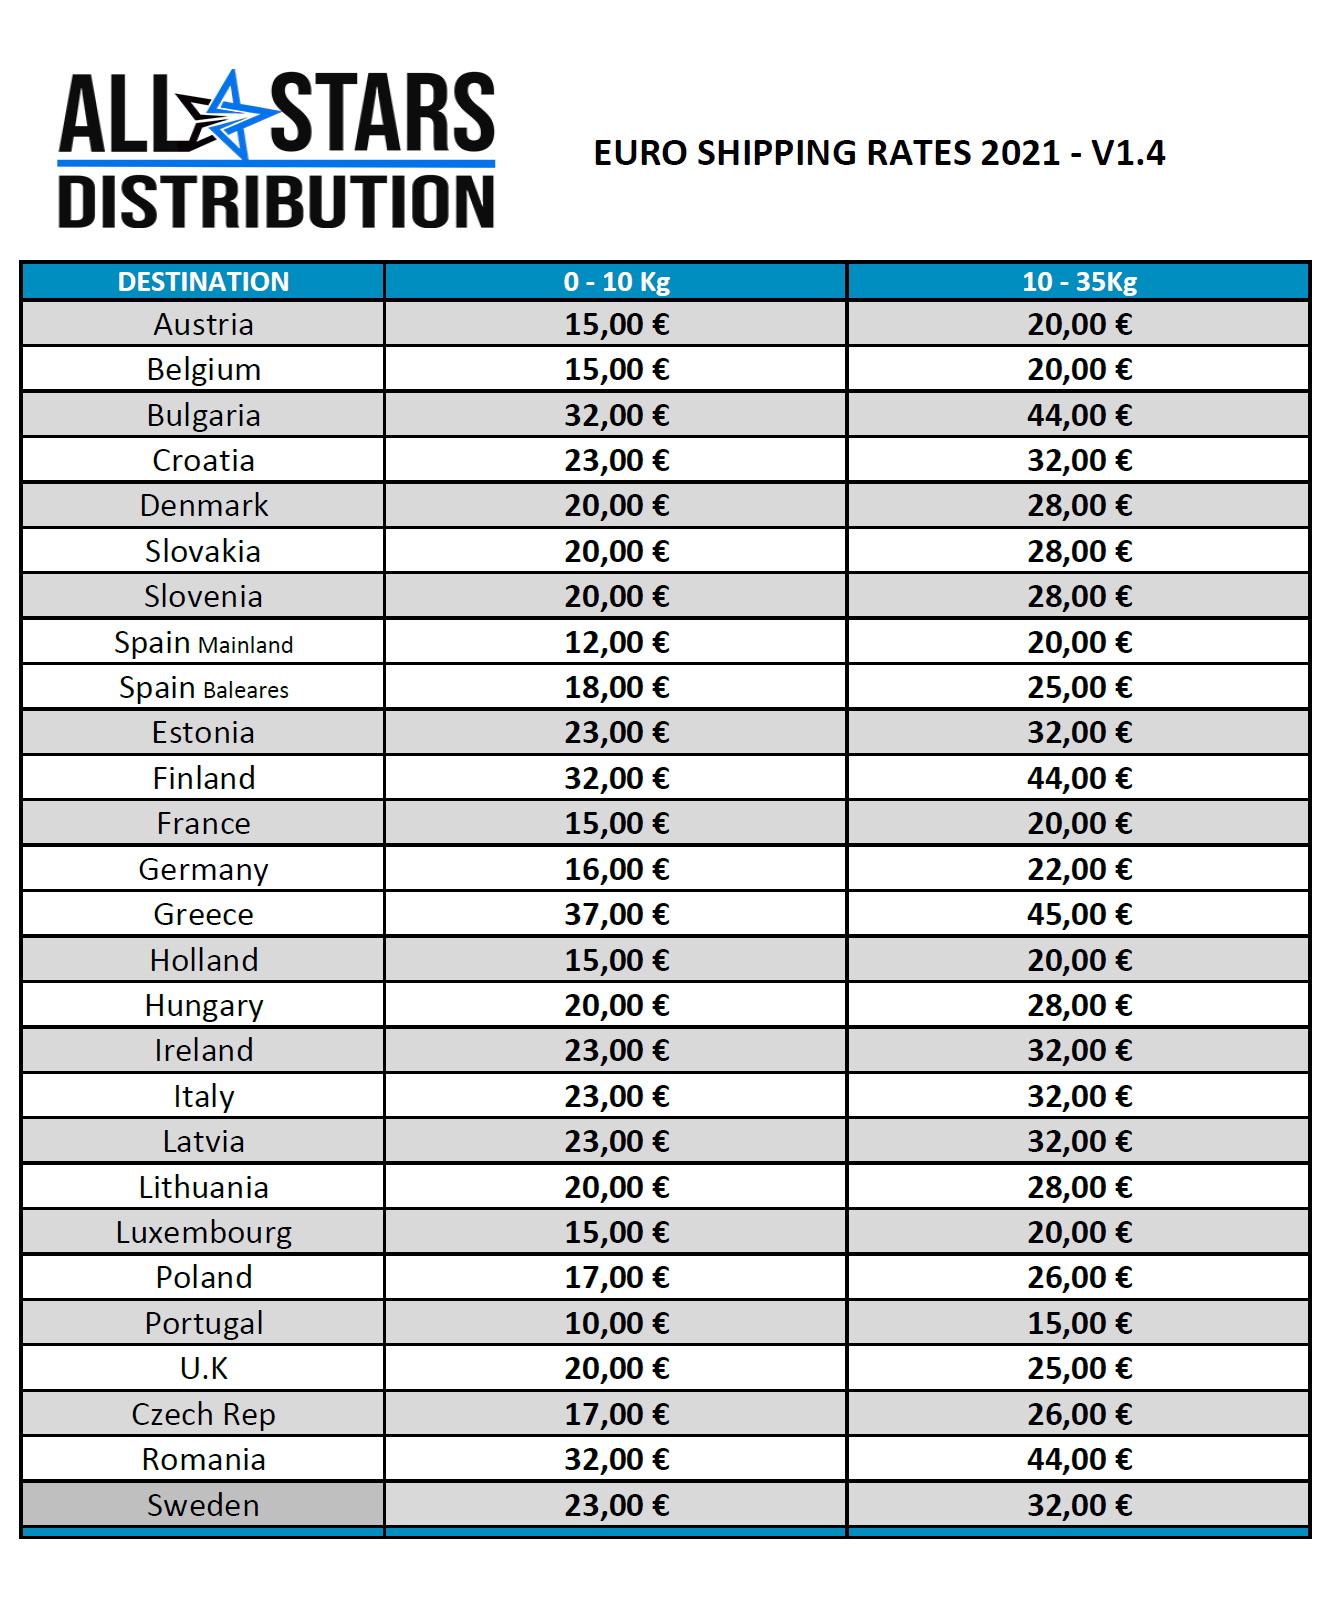 ALL STARS
DISTRIBUTION
EURO SHIPPING RATES 2021 - V1.4
DESTINATION 0 - 10 Kg 10 - 35Kg
Austria 15,00 € 20,00 €
Belgium 15,00 € 20,00 €
Bulgaria 32,00 € 44,00 €
Croatia 23,00 € 32,00 €
Denmark 20,00 € 28,00 €
Slovakia 20,00 € 28,00 €
Slovenia 20,00 € 28,00 €
Spain Mainland 12,00 € 20,00 €
Spain Baleares 18,00 € 25,00 €
Estonia 23,00 € 32,00 €
Finland 32,00 € 44,00 €
France 15,00 € 20,00 €
Germany 16,00 € 22,00 €
Greece 37,00 € 45,00 €
Holland 15,00 € 20,00 €
Hungary 20,00 € 28,00 €
Ireland 23,00 € 32,00 €
Italy 23,00 € 32,00 €
Latvia 23,00 € 32,00 €
Lithuania 20,00 € 28,00 €
Luxembourg 15,00 € 20,00 €
Poland 17,00 € 26,00 €
Portugal 10,00 € 15,00 €
U.K 20,00 € 25,00 €
Czech Rep 17,00 € 26,00 €
Romania 32,00 € 44,00 €
Sweden 23,00 € 32,00 €